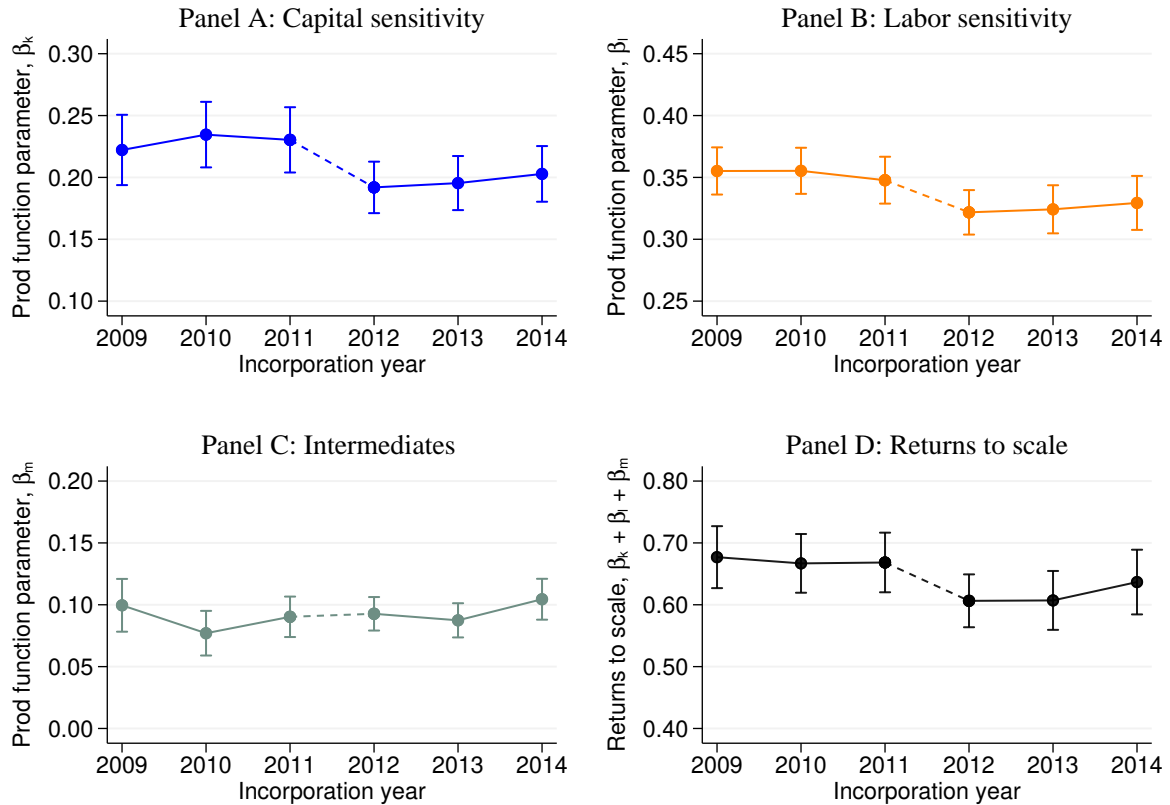 Panel A: Capital sensitivity
Prod function parameter, βk
0.30
0.25
0.20
0.15
0.10
2009 2010 2011 2012 2013 2014
Incorporation year
Panel B: Labor sensitivity
Prod function parameter, βl
0.45
0.40
0.35
0.30
0.25
2009 2010 2011 2012 2013 2014
Incorporation year
Panel C: Intermediates
Prod function parameter, βm
0.20
0.15
0.10
0.05
0.00
2009 2010 2011 2012 2013 2014
Incorporation year
Panel D: Returns to scale
Returns to scale, βk + βl + βm
0.80
0.70
0.60
0.50
0.40
2009 2010 2011 2012 2013 2014
Incorporation year